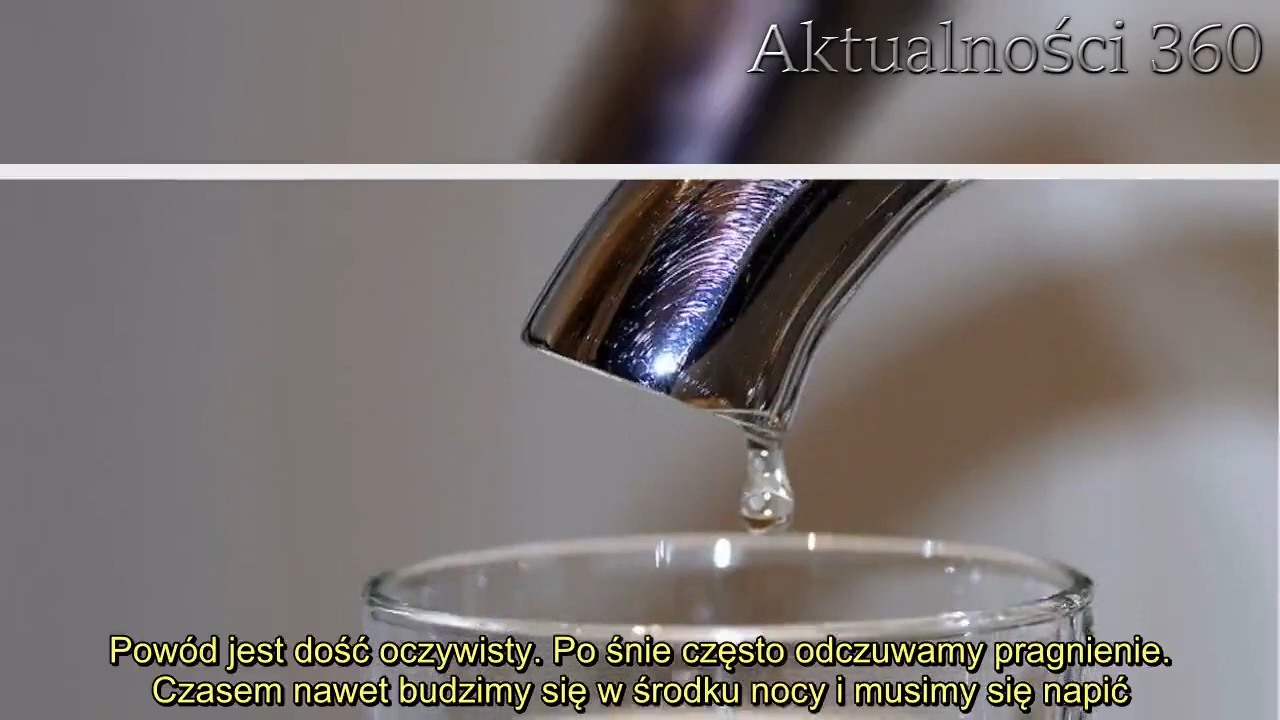 Aktualności 360
Powód jest dość oczywisty. Po śnie często odczuwamy pragnienie.
Czasem nawet budzimy się w środku nocy i musimy się napić